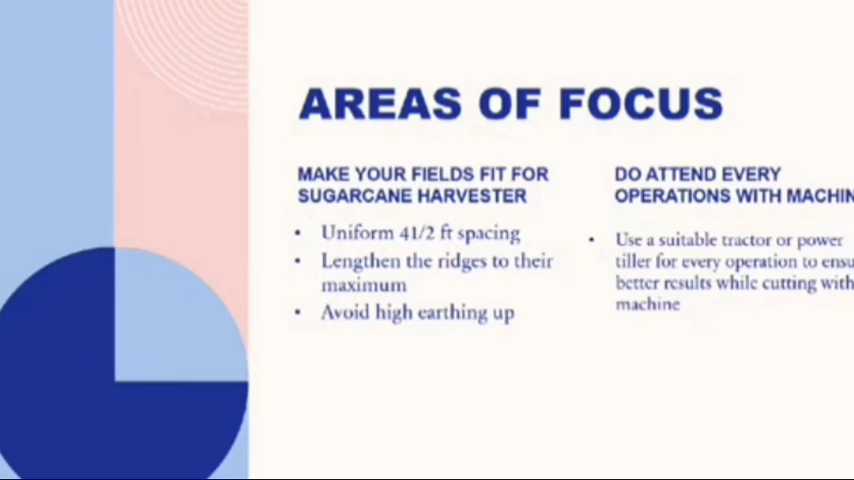 AREAS OF FOCUS
MAKE YOUR FIELDS FIT FOR
SUGARCANE HARVESTER
• Uniform 41/2 ft spacing
• Lengthen the ridges to their
maximum
• Avoid high earthing up
DO ATTEND EVERY
OPERATIONS WITH MACHIN
• Use a suitable tractor or power
tiller for every operation to ensu
better results while cutting with
machine